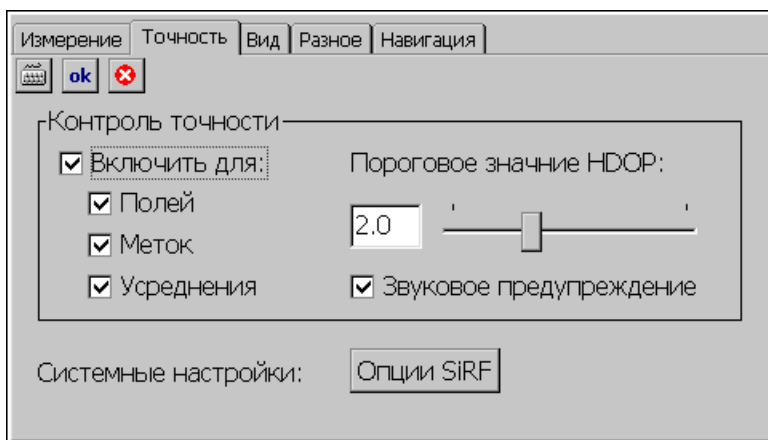 Измерение Точность Вид Разное Навигация
ok
Контроль точности
Включить для: Пороговое значние HDOP:
Полей
2.0
Меток
Усреднения Звуковое предупреждение
Системные настройки: Опции SiRF